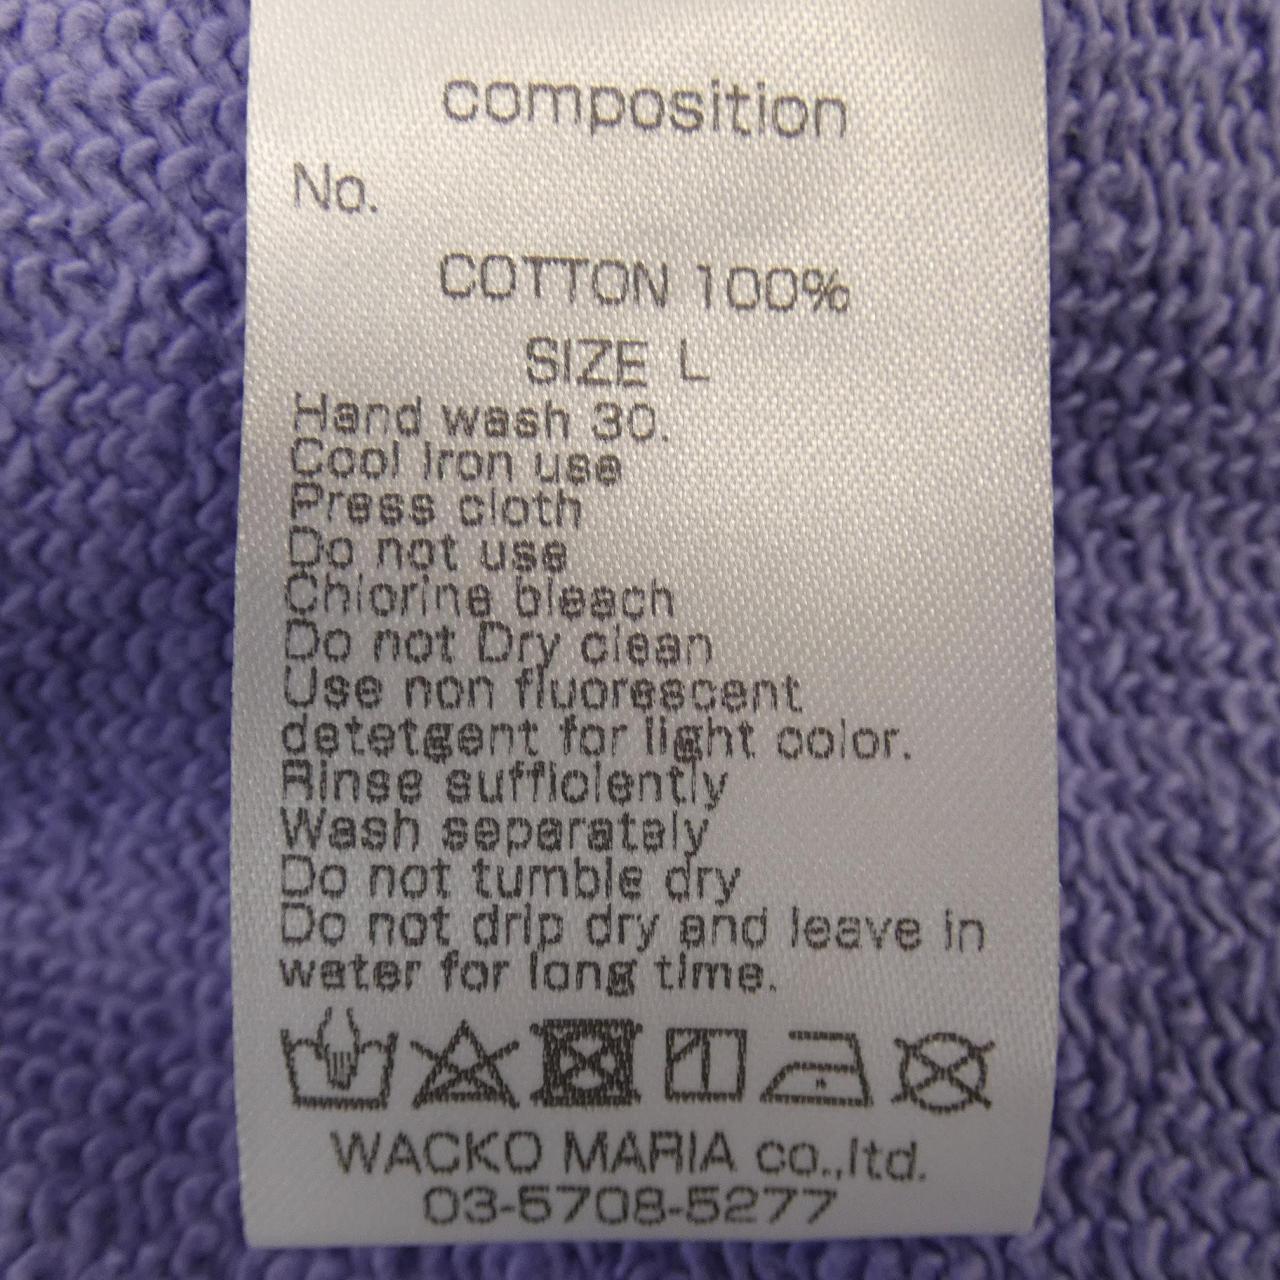 composition
No.
COTTON 100%
SIZE L
Hand wash 30.
Cool Iron use
Press cloth
Do not use
Chlorine bleach
Do not Dry clean
Use non fluorescent
detetgent for light color.
Rinse sufficiently
Wash separately
Do not tumble dry
Do not drip dry and leave in
water for long time.
WACKO MARIA co.,ltd.
03-5708-5277